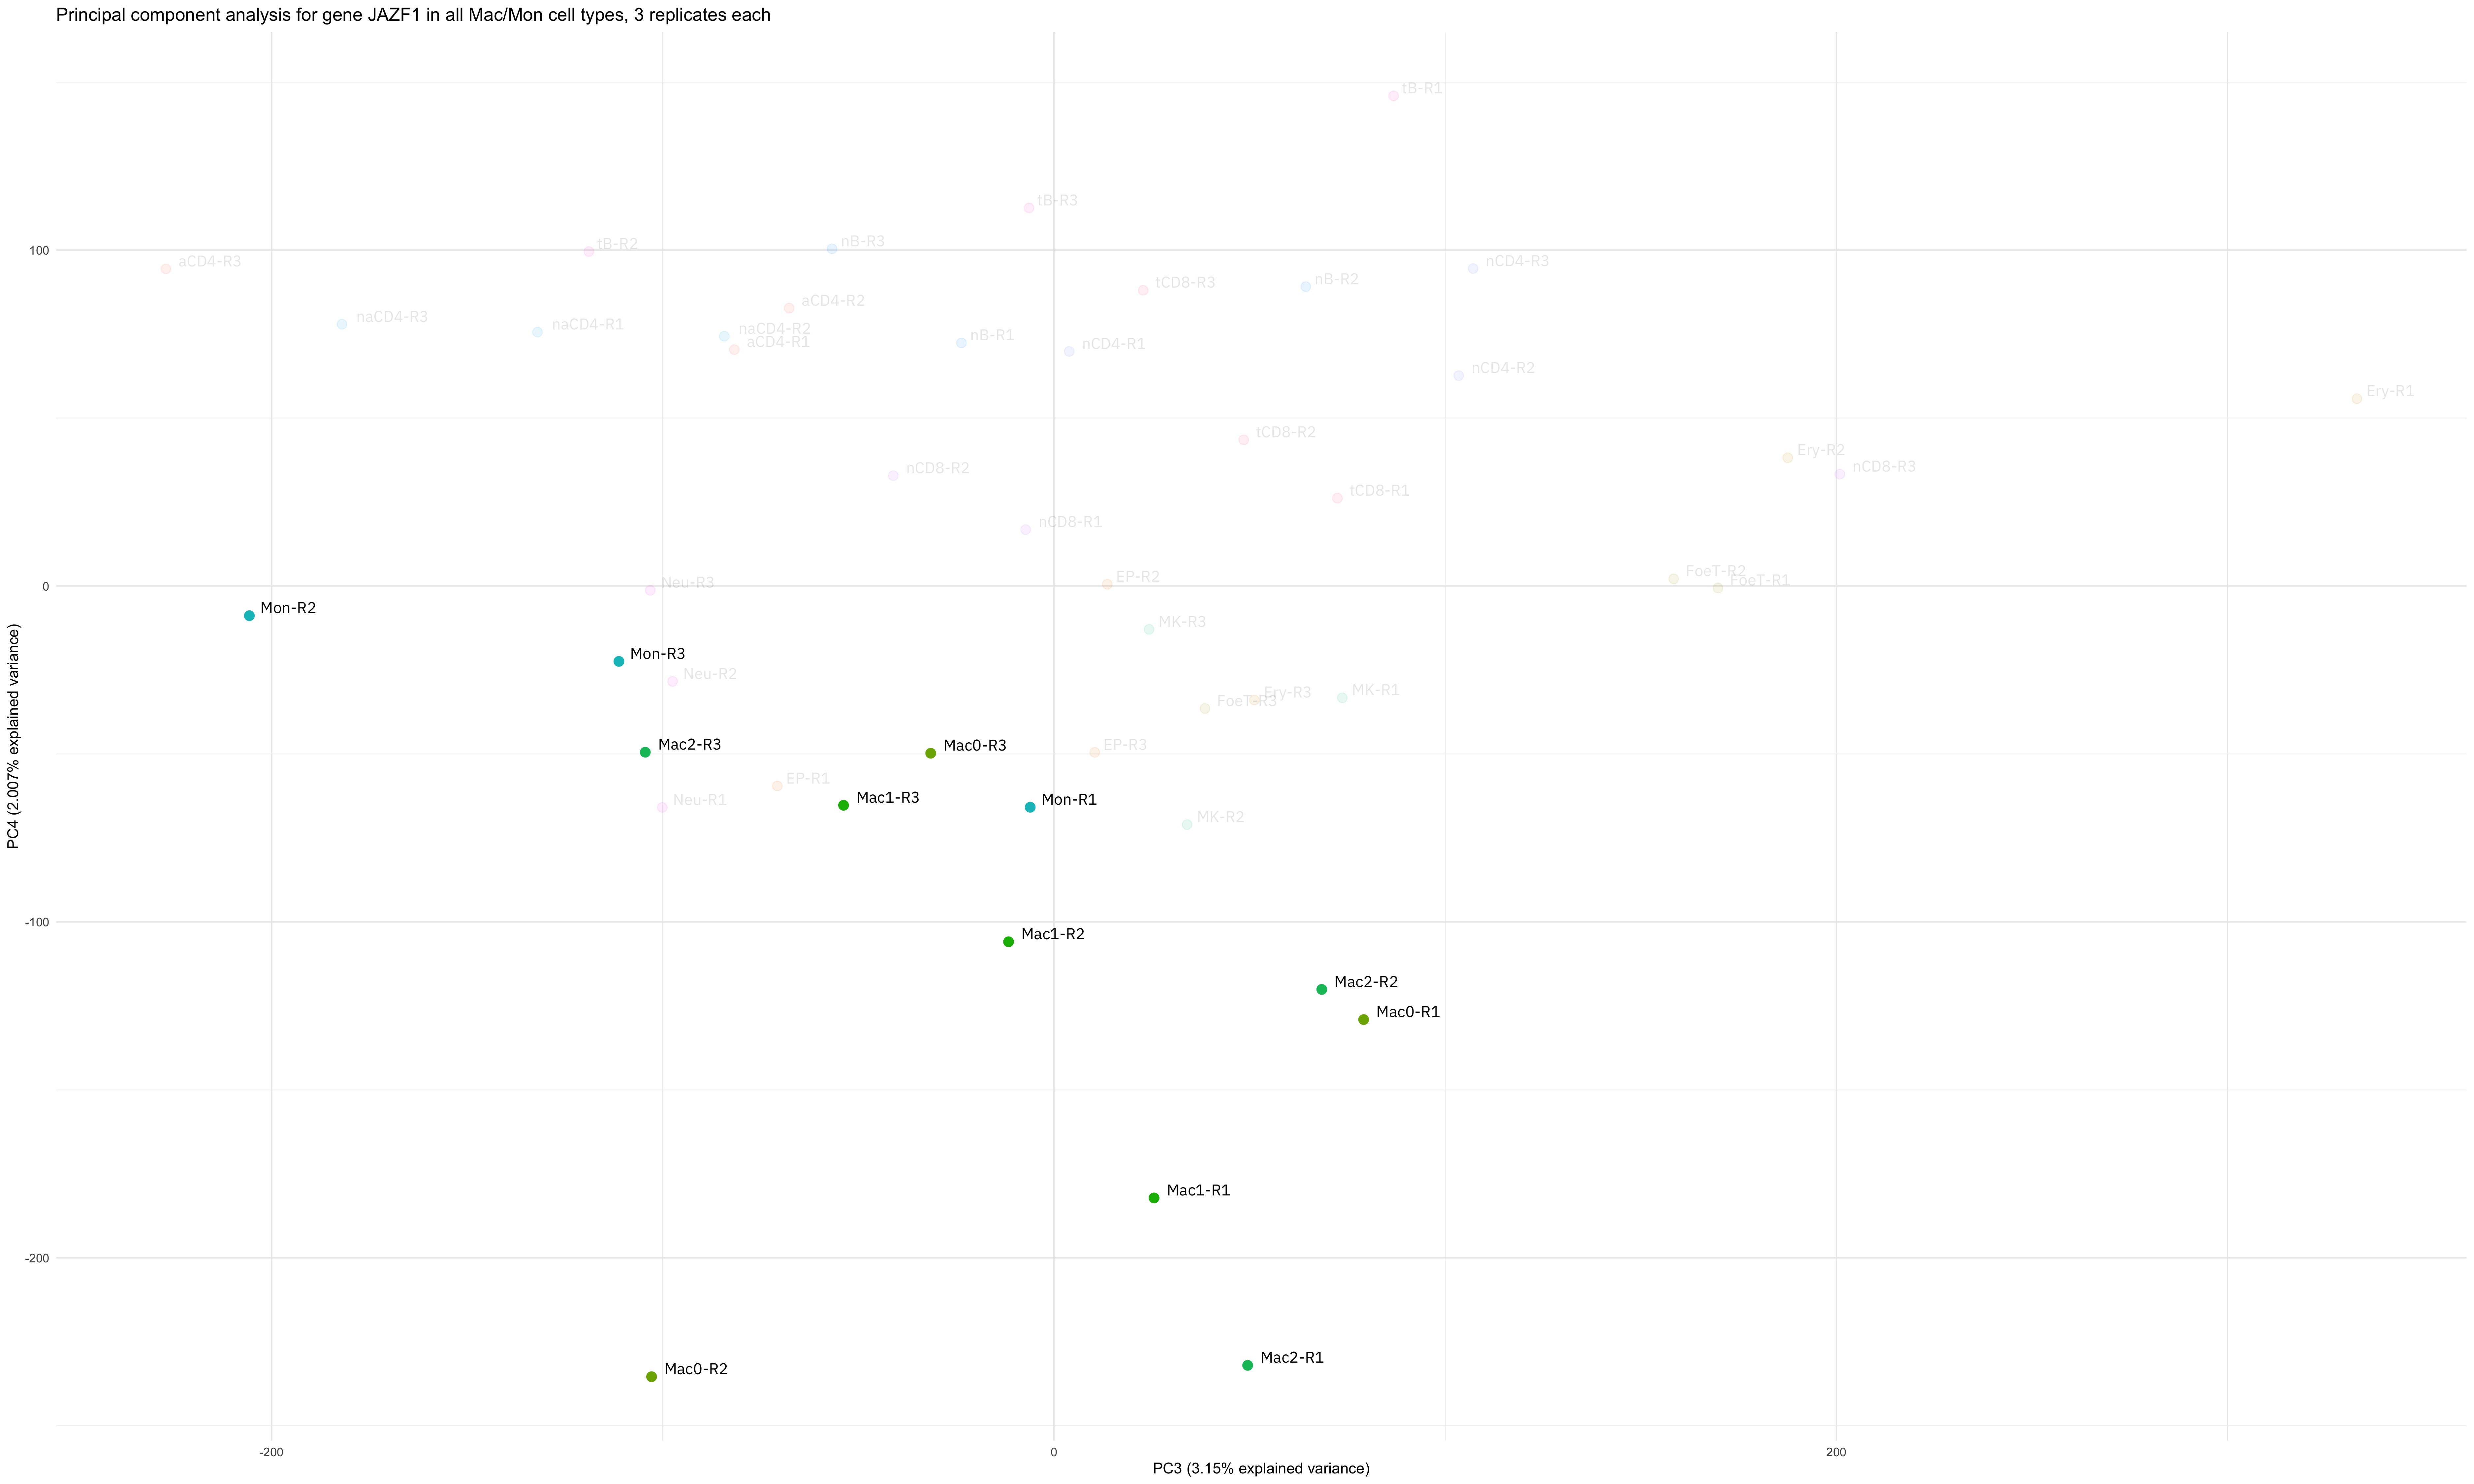 Principal component analysis for gene JAZF1 in all Mac/Mon cell types, 3 replicates each
tB-R1
tB-R3
tB-R2
nB-R3
aCD4-R3
nCD4-R3
tCD8-R3
nB-R2
aCD4-R2
naCD4-R3
naCD4-R1
naCD4-R2
aCD4-R1
nB-R1
nCD4-R1
nCD4-R2
Ery-R1
tCD8-R2
Ery-R2
nCD8-R2
nCD8-R3
tCD8-R1
nCD8-R1
Neu-R3
EP-R2
FoeT-R2
FoeT-R1
Mon-R2
MK-R3
Mon-R3
Neu-R2
Ery-R3
MK-R1
FoeT-R3
Mac2-R3
Mac0-R3
EP-R3
EP-R1
Neu-R1
Mac1-R3
Mon-R1
MK-R2
Mac1-R2
Mac2-R2
Mac0-R1
Mac1-R1
Mac2-R1
Mac0-R2
100
0
-100
-200
PC4 (2.007% explained variance)
-200
0
200
PC3 (3.15% explained variance)